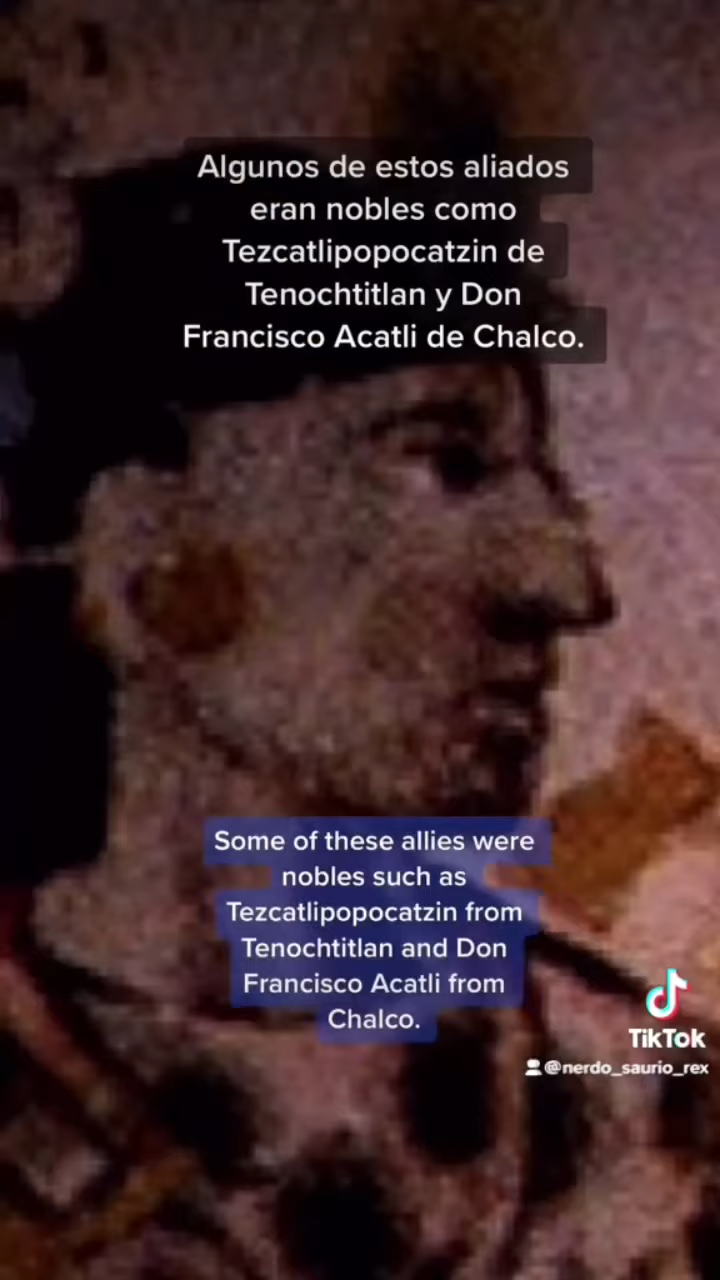 Algunos de estos aliados
eran nobles como
Tezcatlipopocatzin de
Tenochtitlan y Don
Francisco Acatli de Chalco.
Some of these allies were
nobles such as
Tezcatlipopocatzin from
Tenochtitlan and Don
Francisco Acatli from
Chalco.
TikTok
@nerdo_saurio_rex